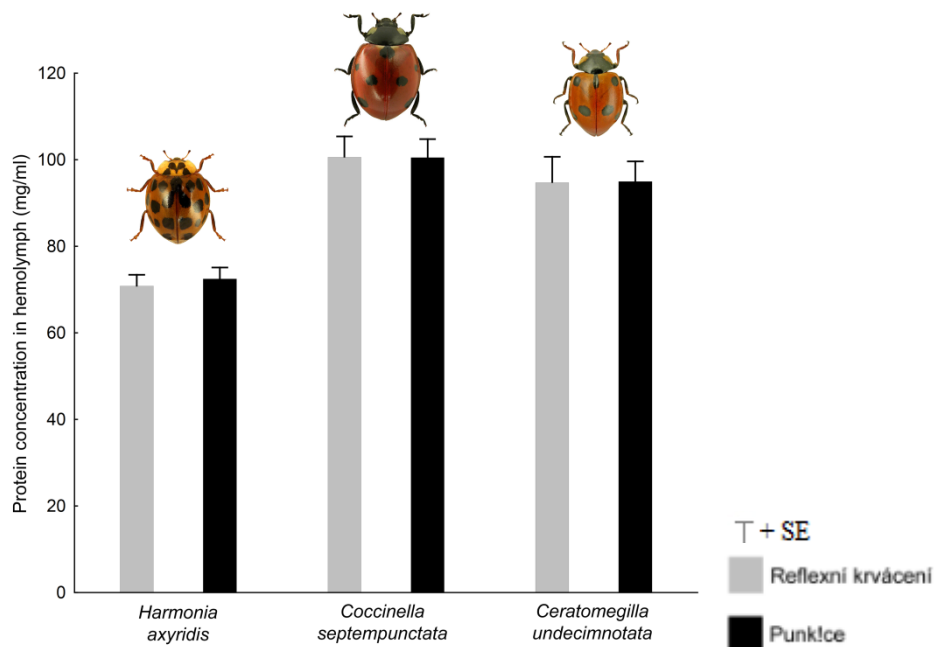 Protein concentration in hemolymph (mg/ml)
120
100
80
60
40
20
0
Harmonia
axyridis
Coccinella
septempunctata
Ceratomegilla
undecimnotata
+ SE
Reflexní krvácení
Punk!ce